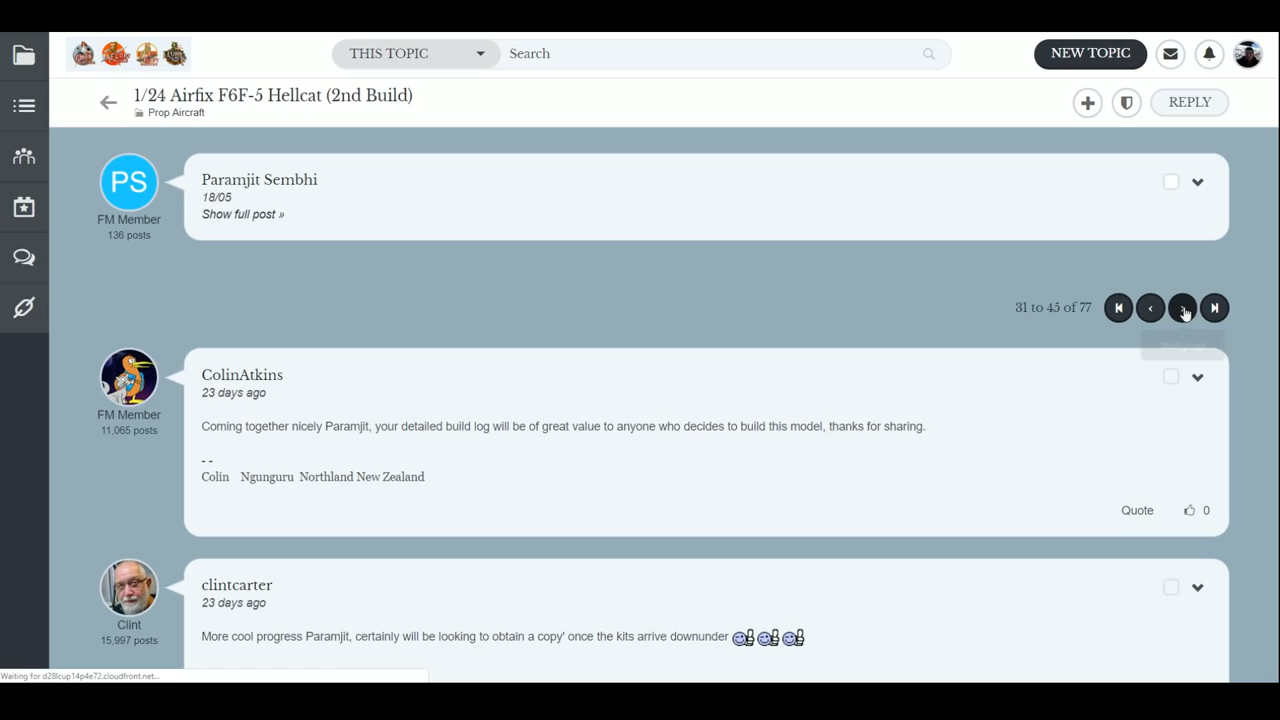 THIS TOPIC
Search
NEW TOPIC
1/24 Airfix F6F-5 Hellcat (2nd Build)
Prop Aircraft
REPLY
PS
FM Member
136 posts
Paramjit Sembhi
18/05
Show full post »
31 to 45 of 77
FM Member
11,065 posts
ColinAtkins
23 days ago
Coming together nicely Paramjit, your detailed build log will be of great value to anyone who decides to build this model, thanks for sharing.
- -
Colin Ngunguru Northland New Zealand
Quote 0
Clint
15,997 posts
clintcarter
23 days ago
More cool progress Paramjit, certainly will be looking to obtain a copy' once the kits arrive downunder
Waiting for d28lcup14p4e72.cloudfront.net...